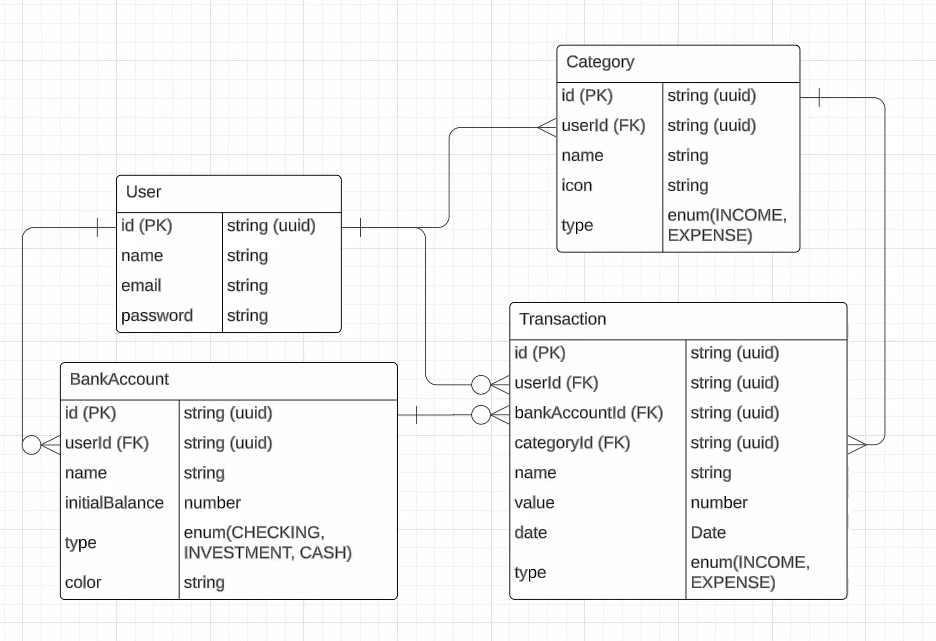 Category
id (PK) string (uuid)
userId (FK) string (uuid)
name string
icon string
type enum(INCOME,
EXPENSE)
User
id (PK) string (uuid)
name string
email string
password string
Transaction
id (PK) string (uuid)
userId (FK) string (uuid)
bankAccountId (FK) string (uuid)
categoryId (FK) string (uuid)
name string
value number
date Date
type enum(INCOME,
EXPENSE)
BankAccount
id (PK) string (uuid)
userId (FK) string (uuid)
name string
initialBalance number
type enum(CHECKING,
INVESTMENT, CASH)
color string